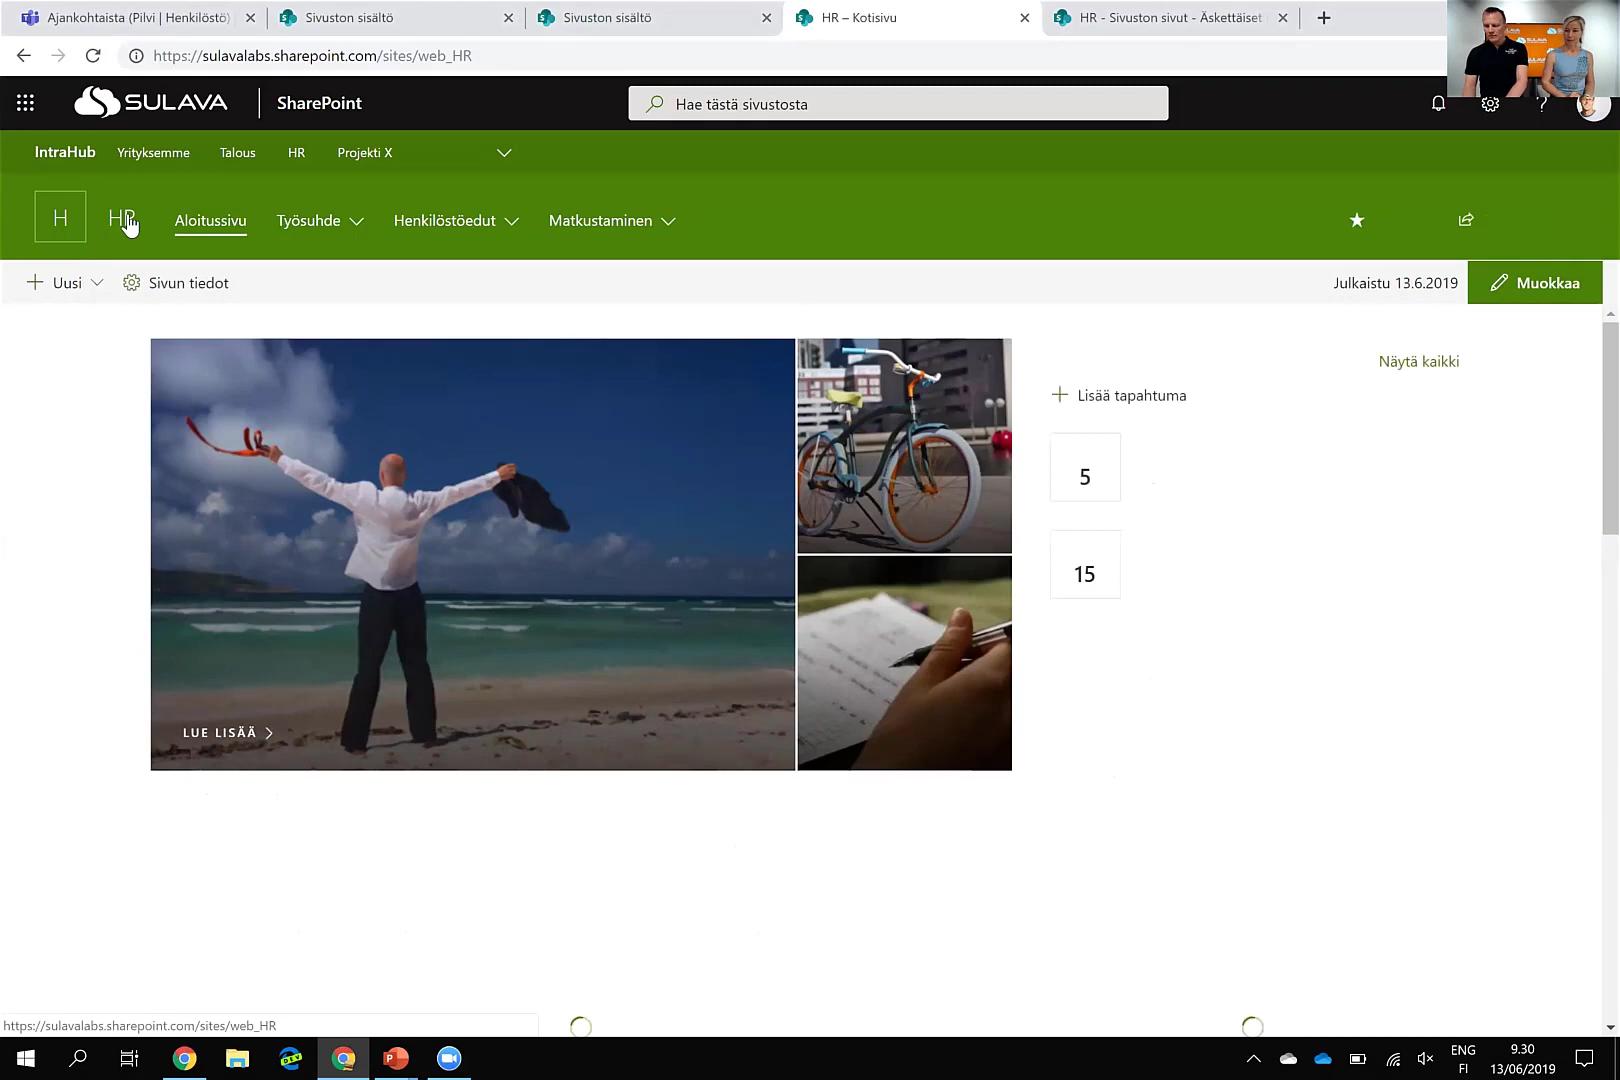 Ajankohtaista (Pilvi | Henkilöstö)
Sivuston sisältö
Sivuston sisältö
HR – Kotisivu
HR - Sivuston sivut - Äskettäiset
https://sulavalabs.sharepoint.com/sites/web_HR
SULAVA
SharePoint
Hae tästä sivustosta
IntraHub
Yrityksemme
Talous
HR
Projekti X
H
HR
Aloitussivu
Työsuhde
Henkilöstöedut
Matkustaminen
Uusi
Sivun tiedot
Julkaistu 13.6.2019
Muokkaa
Näytä kaikki
Lisää tapahtuma
5
15
LUE LISÄÄ
https://sulavalabs.sharepoint.com/sites/web_HR
DEV
ENG
FI
9.30
13/06/2019